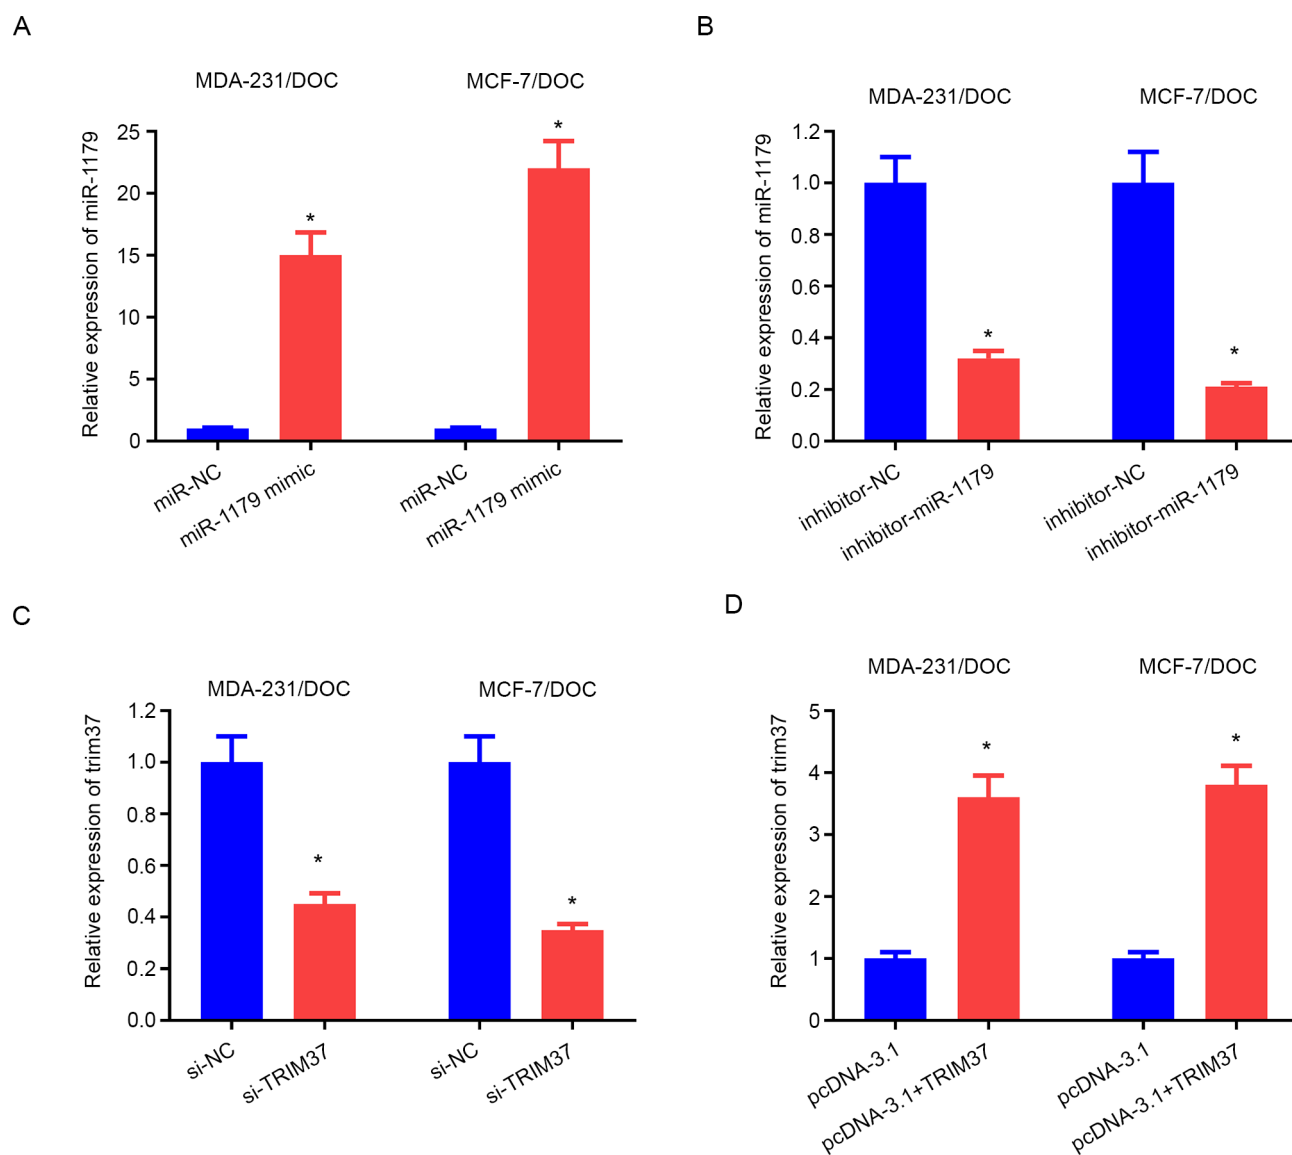 A
MDA-231/DOC
MCF-7/DOC
Relative expression of miR-1179
25
20
15
10
5
0
*
*
miR-NC
miR-1179 mimic
miR-NC
miR-1179 mimic
B
MDA-231/DOC
MCF-7/DOC
Relative expression of miR-1179
1.2
1.0
0.8
0.6
0.4
0.2
0.0
*
*
inhibitor-NC
inhibitor-miR-1179
inhibitor-NC
inhibitor-miR-1179
C
MDA-231/DOC
MCF-7/DOC
Relative expression of trim37
1.2
1.0
0.8
0.6
0.4
0.2
0.0
*
*
si-NC
si-TRIM37
si-NC
si-TRIM37
D
MDA-231/DOC
MCF-7/DOC
Relative expression of trim37
5
4
3
2
1
0
*
*
pcDNA-3.1
pcDNA-3.1+TRIM37
pcDNA-3.1
pcDNA-3.1+TRIM37